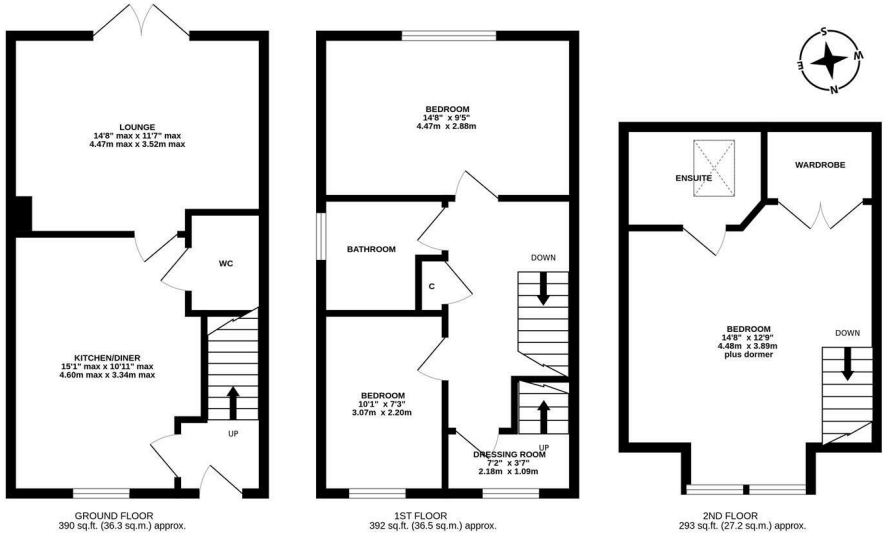 S
E
W
N
LOUNGE
14'8" max x 11'7" max
4.47m max x 3.52m max
WC
KITCHEN/DINER
15'1" max x 10'11" max
4.60m max x 3.34m max
UP
GROUND FLOOR
390 sq.ft. (36.3 sq.m.) approx.
BEDROOM
14'8" x 9'5"
4.47m x 2.88m
BATHROOM
C
DOWN
BEDROOM
10'1" x 7'3"
3.07m x 2.20m
UP
DRESSING ROOM
7'2" x 3'7"
2.18m x 1.09m
1ST FLOOR
392 sq.ft. (36.5 sq.m.) approx.
ENSUITE
WARDROBE
BEDROOM
14'8" x 12'9"
4.48m x 3.89m
plus dormer
DOWN
2ND FLOOR
293 sq.ft. (27.2 sq.m.) approx.